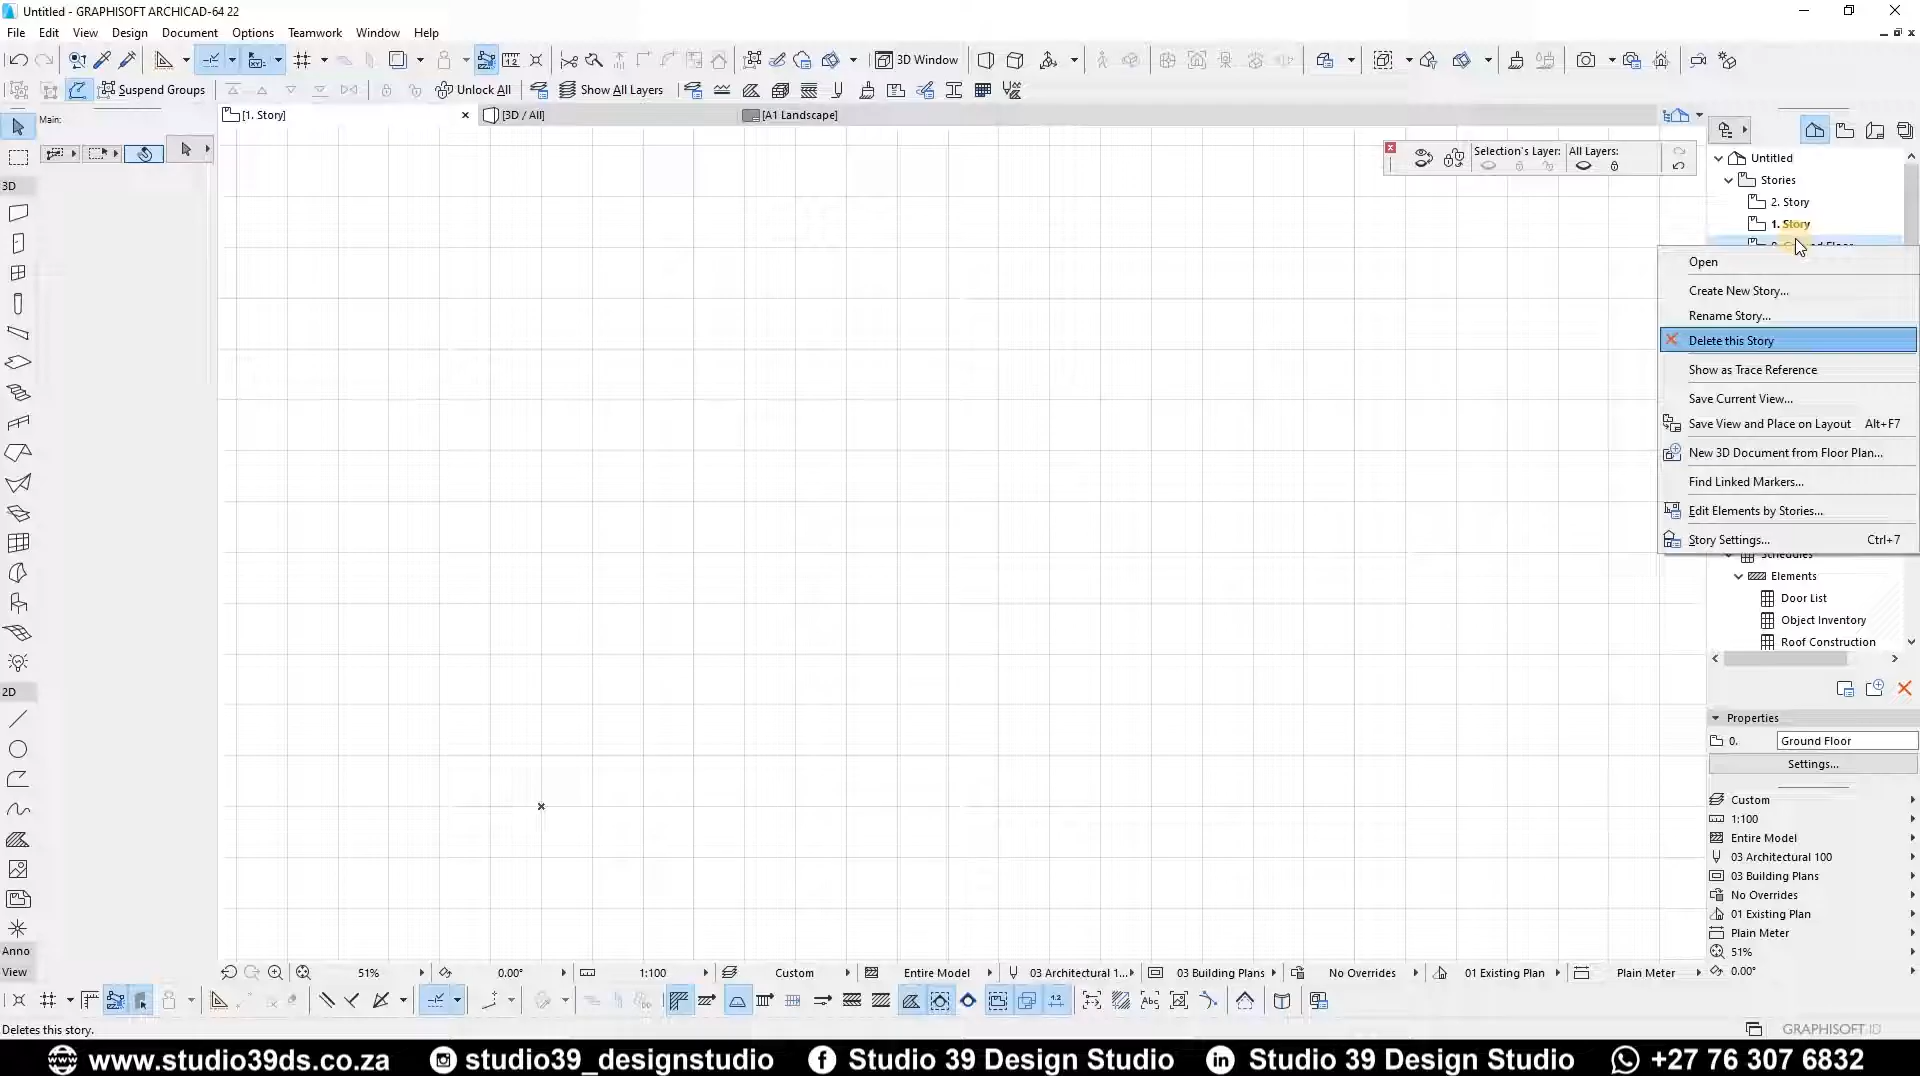 Untitled - GRAPHISOFT ARCHICAD-64 22
File Edit View Design Document Options Teamwork Window Help
3D Window
Suspend Groups
Unlock All
Show All Layers
[1. Story]
[3D / All]
[A1 Landscape]
Main:
Selection's Layer:
All Layers:
3D
2D
Anno
View
Untitled
Stories
2. Story
1. Story
Open
Create New Story...
Rename Story...
Delete this Story
Show as Trace Reference
Save Current View...
Save View and Place on Layout Alt+F7
New 3D Document from Floor Plan...
Find Linked Markers...
Edit Elements by Stories...
Story Settings... Ctrl+7
Schedules
Elements
Door List
Object Inventory
Roof Construction
Properties
0. Ground Floor
Settings...
Custom
1:100
Entire Model
03 Architectural 100
03 Building Plans
No Overrides
01 Existing Plan
Plain Meter
51%
0.00°
51% 0.00° 1:100 Custom Entire Model 03 Architectural 1... 03 Building Plans No Overrides 01 Existing Plan Plain Meter
Deletes this story.
GRAPHISOFT ID
www.studio39ds.co.za studio39_designstudio Studio 39 Design Studio Studio 39 Design Studio +27 76 307 6832